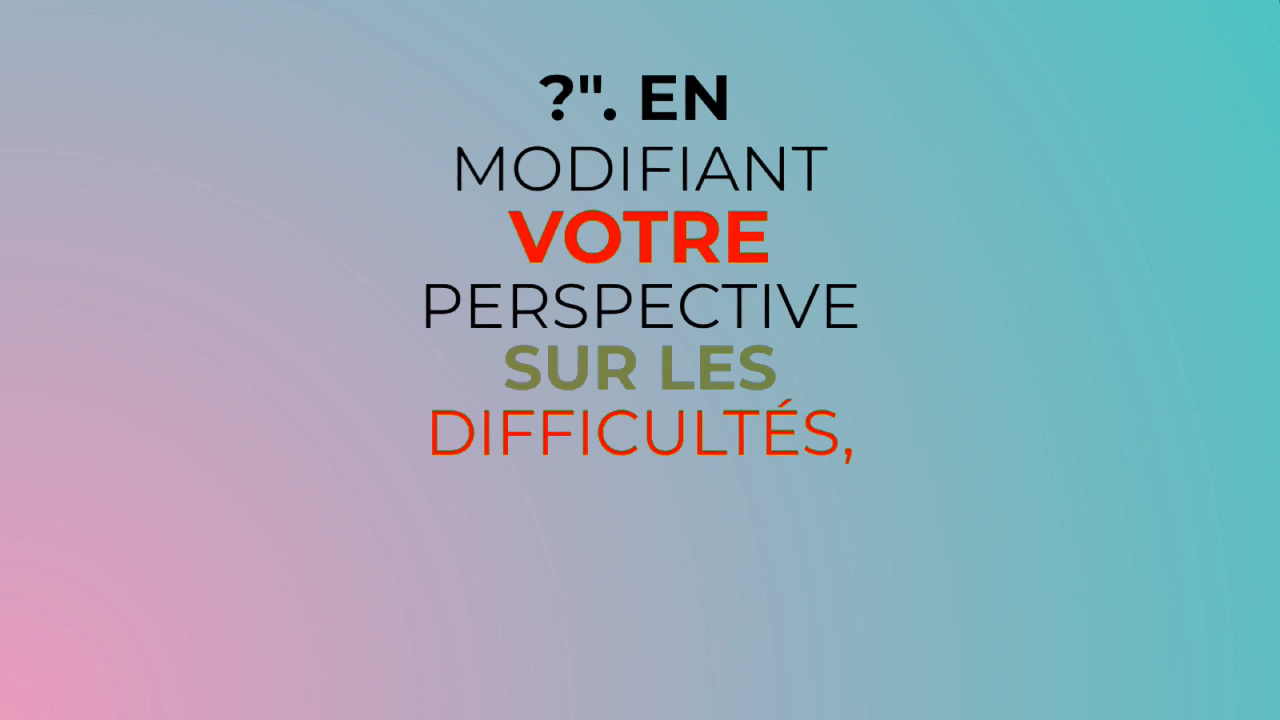 ?". EN
MODIFIANT
VOTRE
PERSPECTIVE
SUR LES
DIFFICULTÉS,